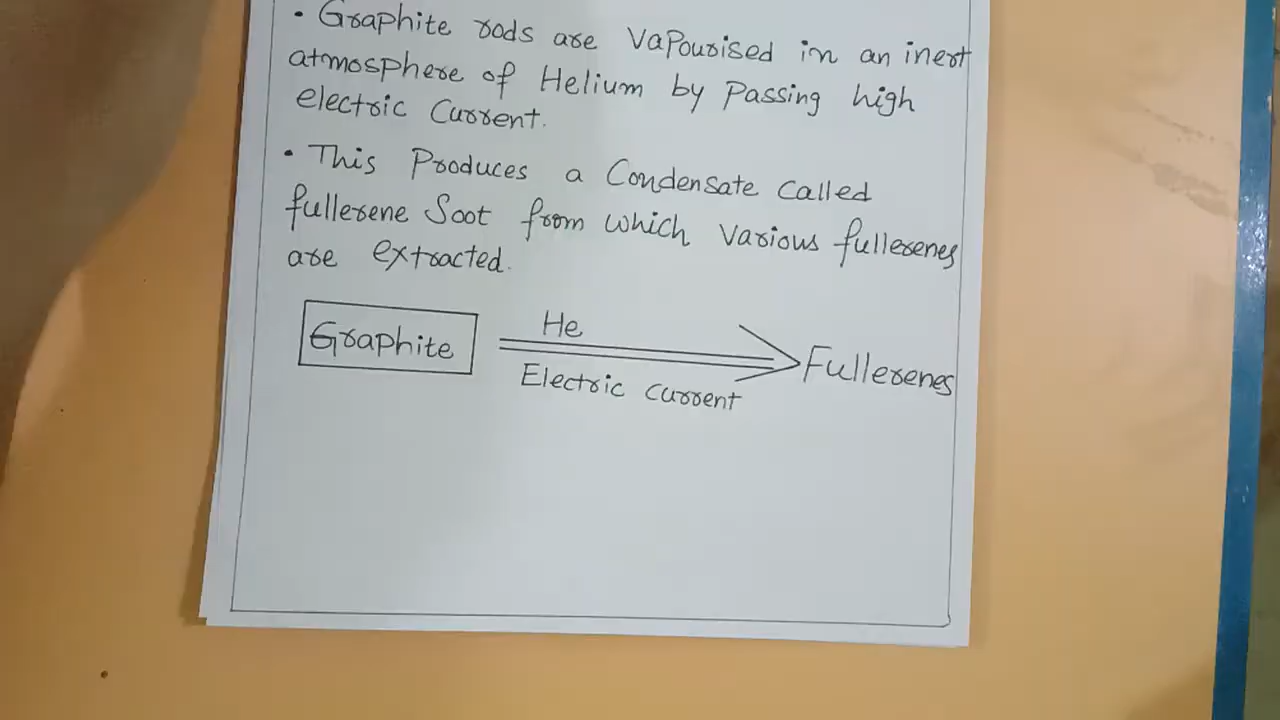 • Graphite rods are vapourised in an inert
atmosphere of Helium by passing high
electric current.
• This Produces a Condensate called
fullerene Soot from which various fullerenes
are extracted.
He
Graphite
Fullerenes
Electric current